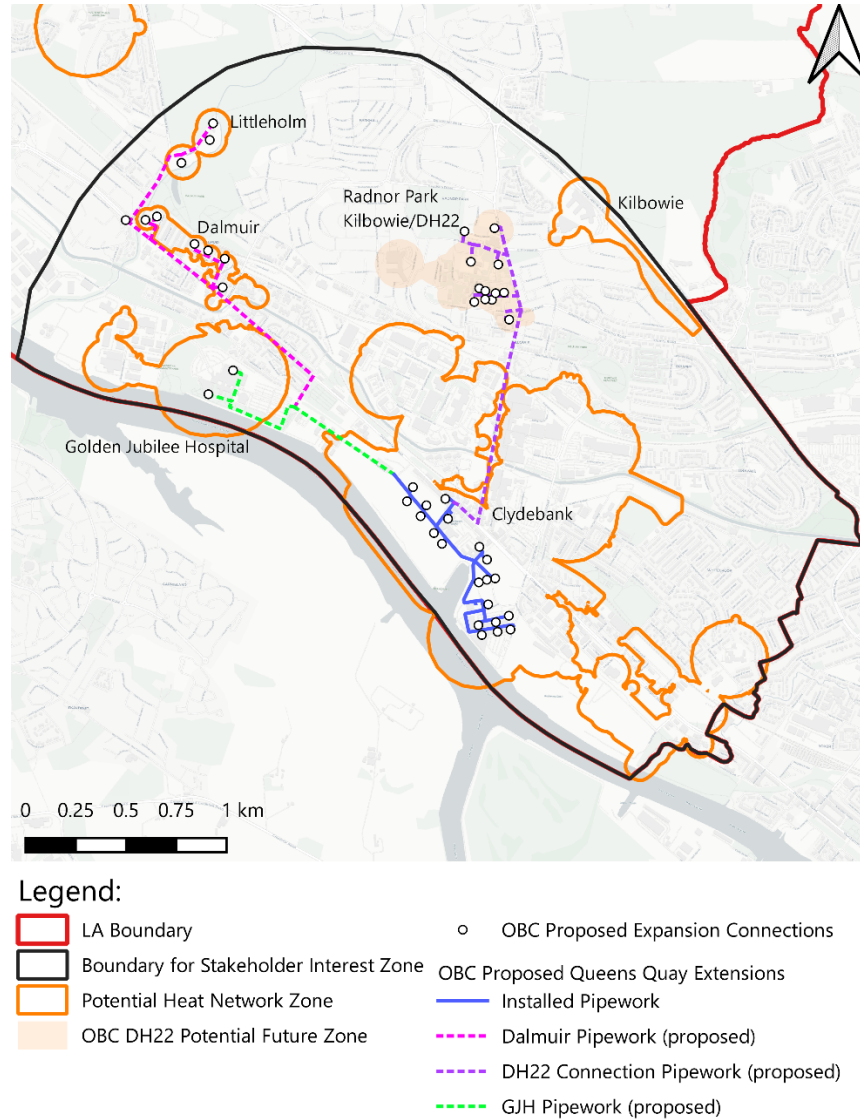 Littleholm
Radnor Park
Kilbowie/DH22
Kilbowie
Dalmuir
Golden Jubilee Hospital
Clydebank
0 0.25 0.5 0.75 1 km
Legend:
LA Boundary
Boundary for Stakeholder Interest Zone
Potential Heat Network Zone
OBC DH22 Potential Future Zone
OBC Proposed Expansion Connections
OBC Proposed Queens Quay Extensions
Installed Pipework
Dalmuir Pipework (proposed)
DH22 Connection Pipework (proposed)
GJH Pipework (proposed)